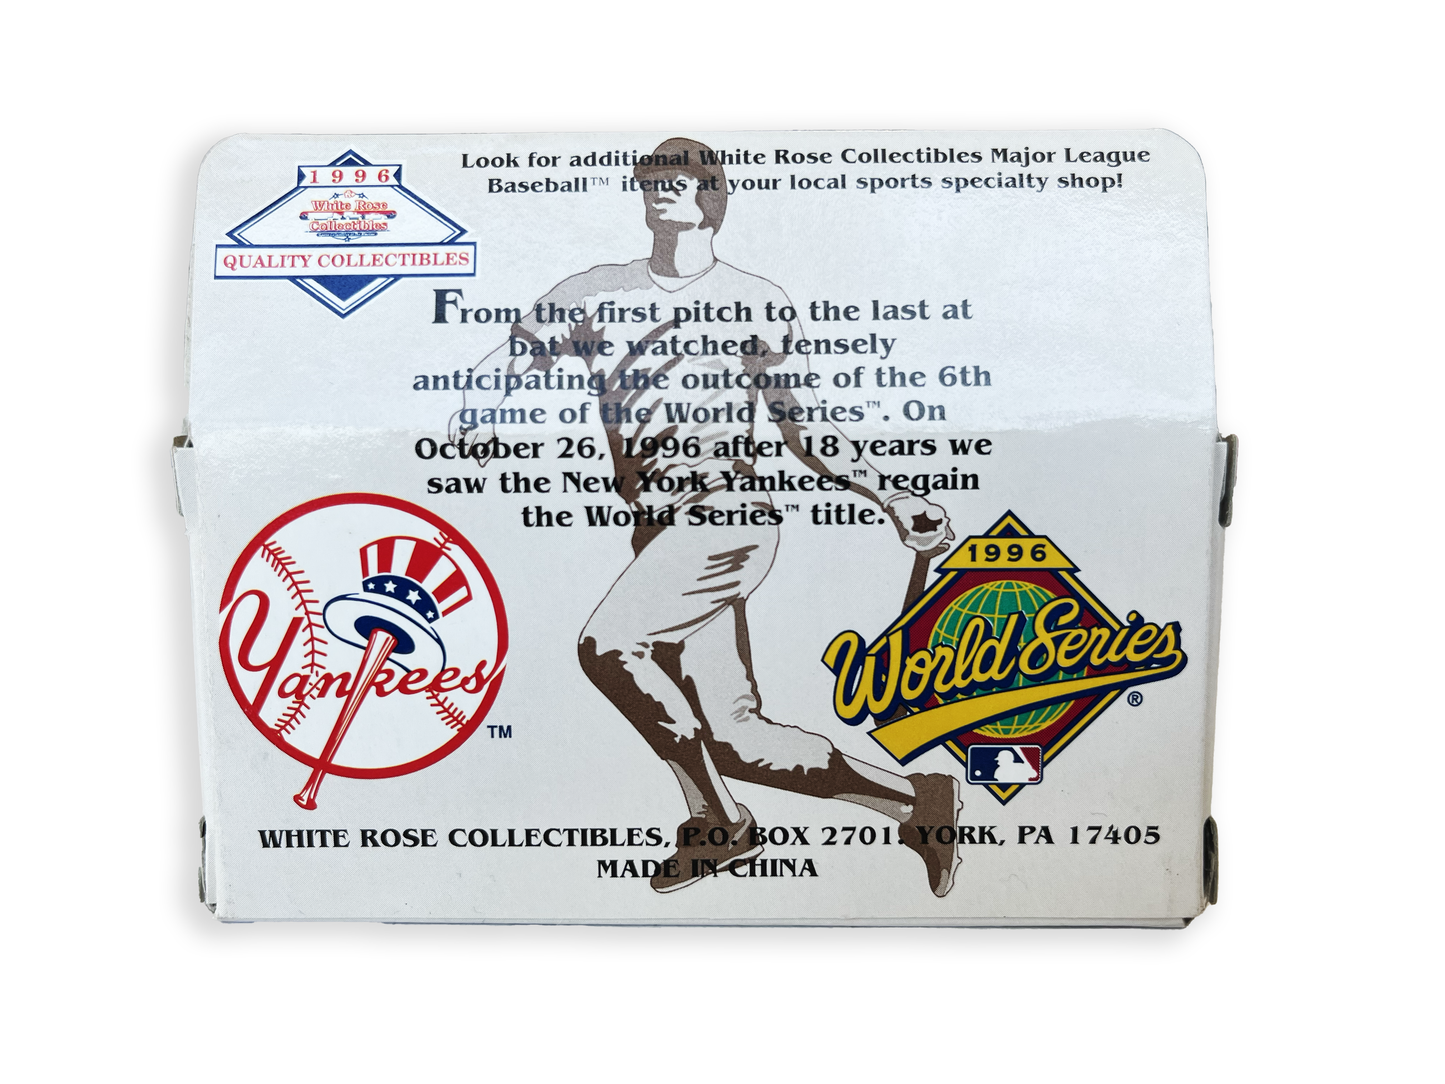 Look for additional White Rose Collectibles Major League
Baseball™ items at your local sports specialty shop!
1996
White Rose
Collectibles
QUALITY COLLECTIBLES
From the first pitch to the last at
bat we watched, tensely
anticipating the outcome of the 6th
game of the World Series™. On
October 26, 1996 after 18 years we
saw the New York Yankees™ regain
the World Series™ title.
Yankees
TM
1996
World Series
®
WHITE ROSE COLLECTIBLES, P.O. BOX 2701. YORK, PA 17405
MADE IN CHINA